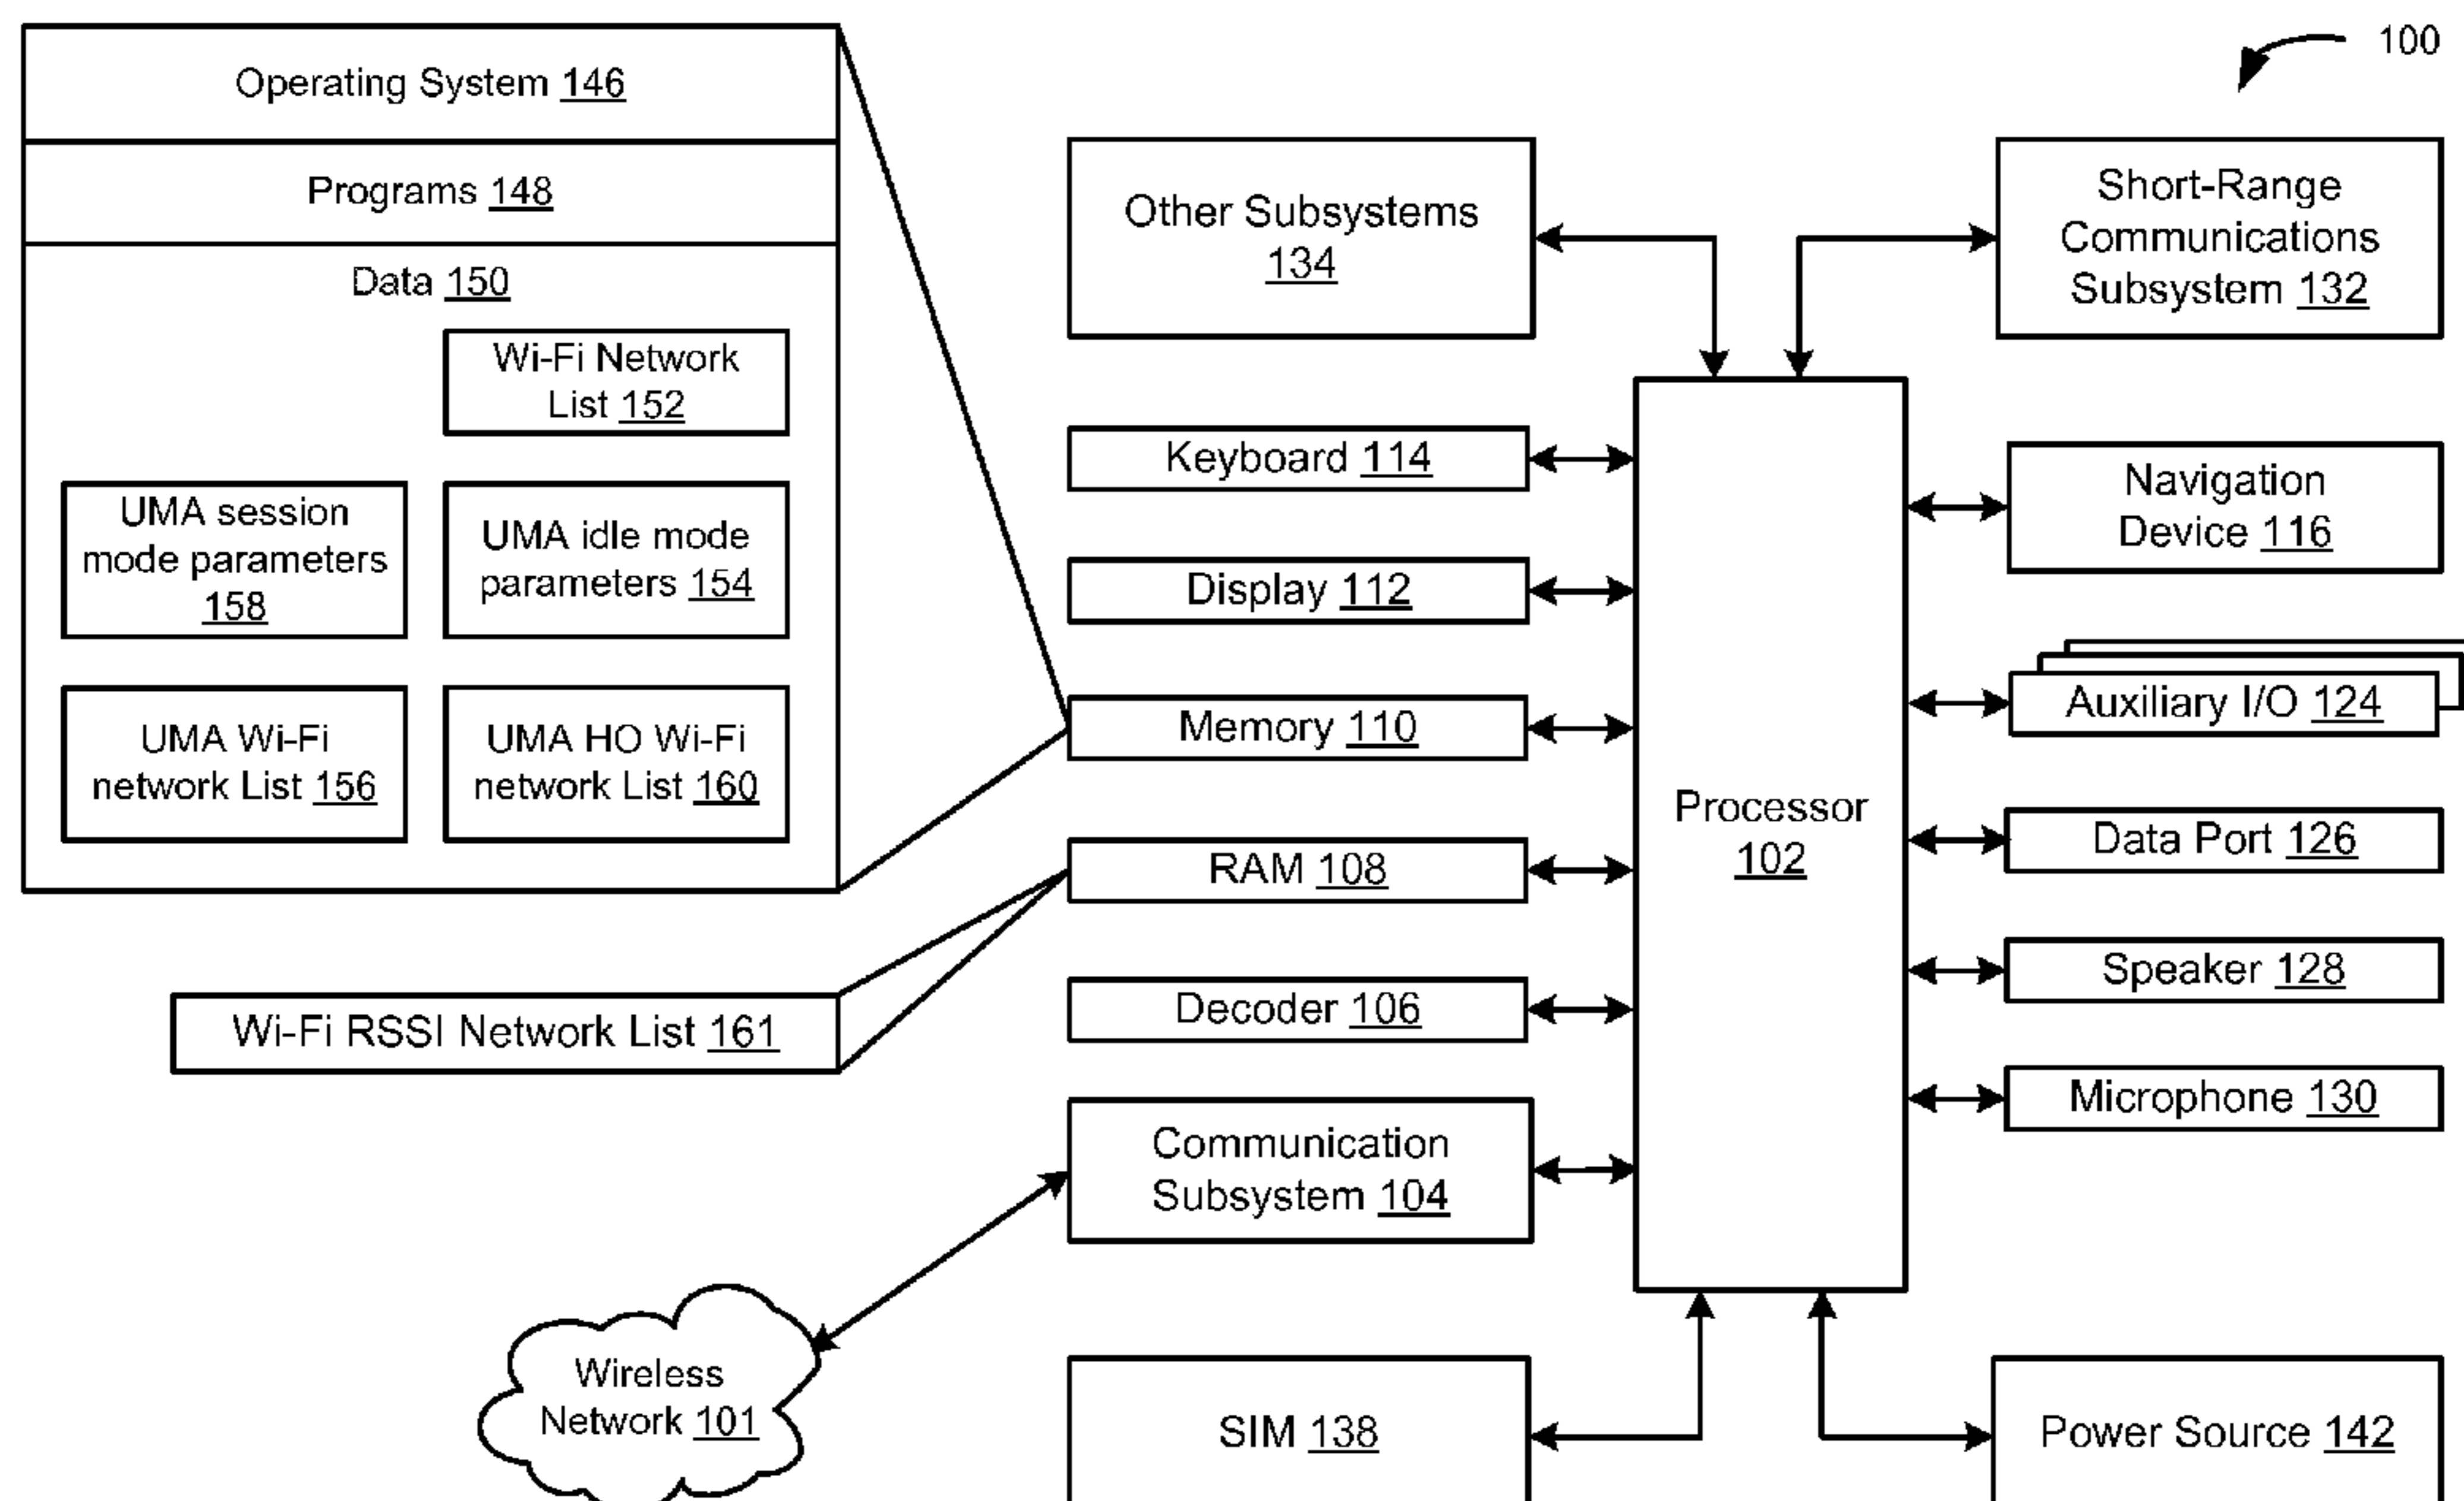 100
Operating System 146
Programs 148
Data 150
Wi-Fi Network
List 152
UMA session
mode parameters
158
UMA idle mode
parameters 154
UMA Wi-Fi
network List 156
UMA HO Wi-Fi
network List 160
Wi-Fi RSSI Network List 161
Wireless
Network 101
Other Subsystems
134
Keyboard 114
Display 112
Memory 110
RAM 108
Decoder 106
Communication
Subsystem 104
SIM 138
Processor
102
Short-Range
Communications
Subsystem 132
Navigation
Device 116
Auxiliary I/O 124
Data Port 126
Speaker 128
Microphone 130
Power Source 142